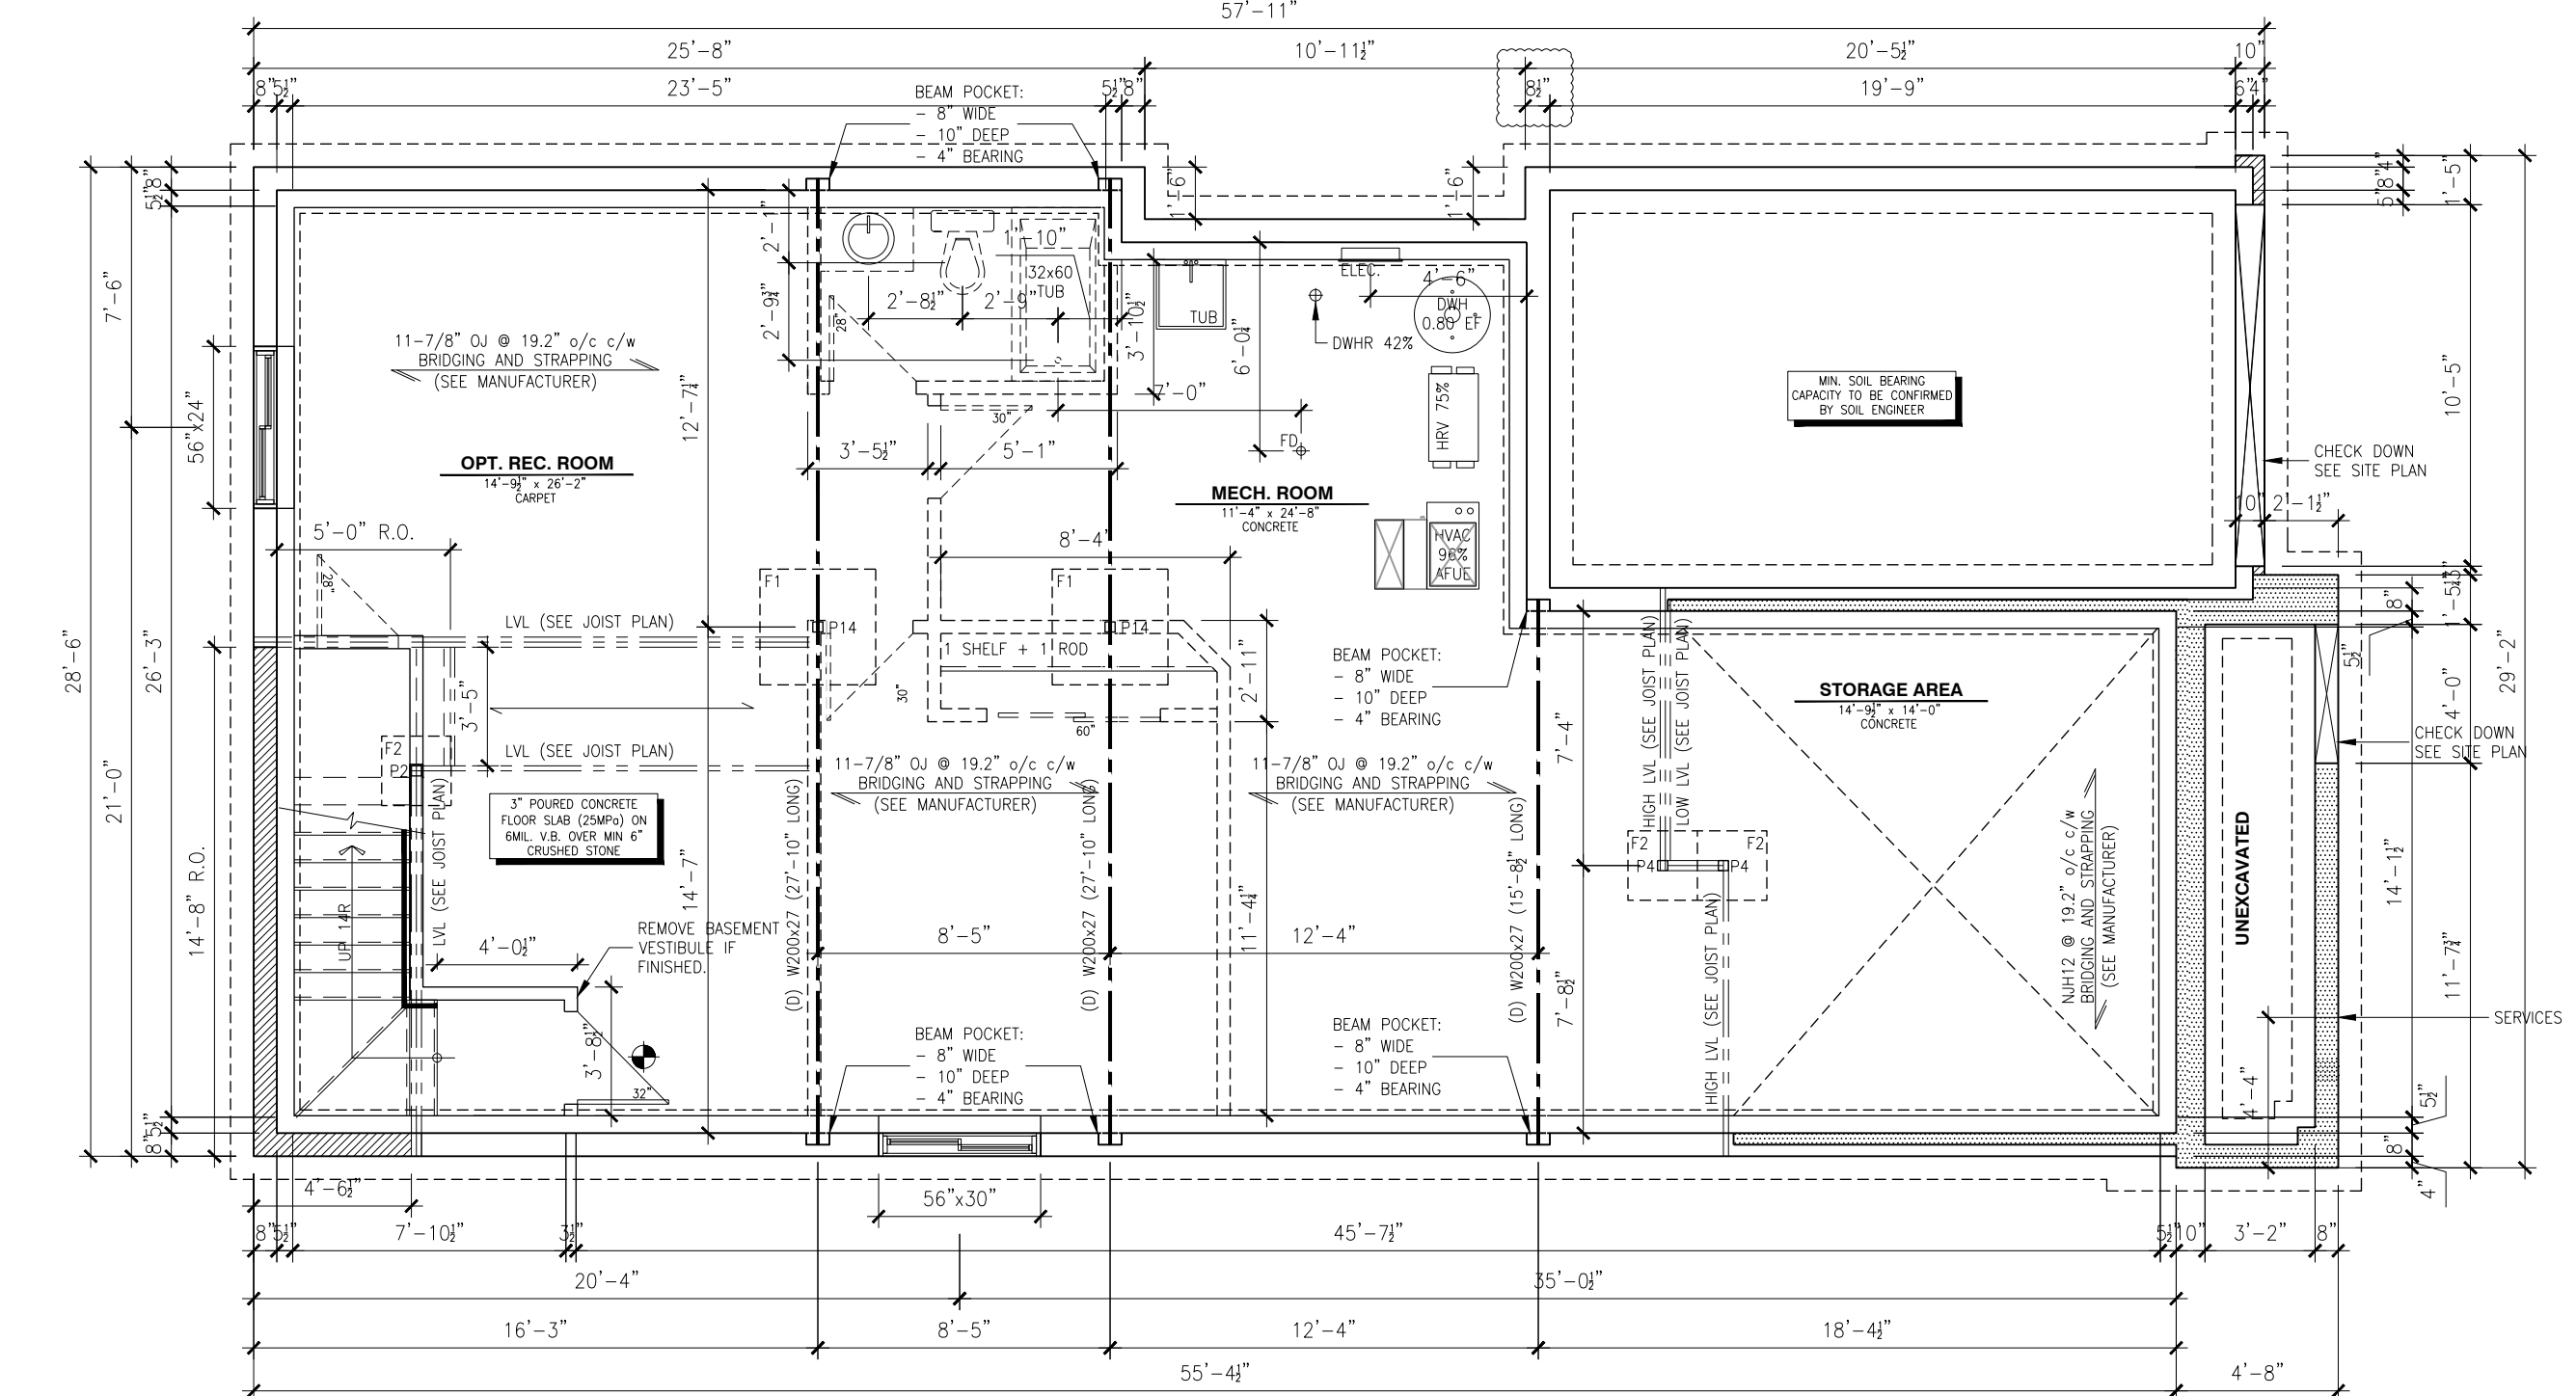 57'-11"
25'-8"
10'-11½"
20'-5½"
10"
8"
5½"
23'-5"
5½"
8"
8½"
19'-9"
6"
4"
BEAM POCKET:
- 8" WIDE
- 10" DEEP
- 4" BEARING
28'-6"
7'-6"
21'-0"
5½"
8"
26'-3"
8"
5½"
56"x24"
14'-8" R.O.
11-7/8" OJ @ 19.2" o/c c/w
BRIDGING AND STRAPPING
(SEE MANUFACTURER)
OPT. REC. ROOM
14'-9½" x 26'-2"
CARPET
5'-0" R.O.
28"
12'-7¼"
14'-7"
2'-1"
2'-9¾"
28"
2'-8½"
2'-9"
1'-10"
32x60
TUB
3'-10½"
30"
7'-0"
3'-5½"
5'-1"
1'-6"
1'-6"
TUB
ELEC.
4'-6"
DWH
0.80 EF
DWHR 42%
6'-0¼"
HRV 75%
FD
MECH. ROOM
11'-4" x 24'-8"
CONCRETE
HVAC
96%
AFUE
MIN. SOIL BEARING
CAPACITY TO BE CONFIRMED
BY SOIL ENGINEER
5"
8"
4"
1'-5"
10'-5"
CHECK DOWN
SEE SITE PLAN
10"
2'-1½"
8'-4"
F1
F1
P14
P14
LVL (SEE JOIST PLAN)
1 SHELF + 1 ROD
3'-5"
30"
60"
2'-11"
LVL (SEE JOIST PLAN)
F2
P2
LVL (SEE JOIST PLAN)
3" POURED CONCRETE
FLOOR SLAB (25MPa) ON
6MIL. V.B. OVER MIN 6"
CRUSHED STONE
UP 14R
4'-0½"
REMOVE BASEMENT
VESTIBULE IF
FINISHED.
3'-8½"
32"
11-7/8" OJ @ 19.2" o/c c/w
BRIDGING AND STRAPPING
(SEE MANUFACTURER)
11-7/8" OJ @ 19.2" o/c c/w
BRIDGING AND STRAPPING
(SEE MANUFACTURER)
(D) W200x27 (27'-10" LONG)
(D) W200x27 (27'-10" LONG)
(D) W200x27 (15'-8½" LONG)
8'-5"
12'-4"
11'-4¼"
BEAM POCKET:
- 8" WIDE
- 10" DEEP
- 4" BEARING
BEAM POCKET:
- 8" WIDE
- 10" DEEP
- 4" BEARING
BEAM POCKET:
- 8" WIDE
- 10" DEEP
- 4" BEARING
7'-4"
7'-8½"
HIGH LVL (SEE JOIST PLAN)
LOW LVL (SEE JOIST PLAN)
F2
F2
P4
P4
HIGH LVL (SEE JOIST PLAN)
STORAGE AREA
14'-9½" x 14'-0"
CONCRETE
NJH12 @ 19.2" o/c c/w
BRIDGING AND STRAPPING
(SEE MANUFACTURER)
UNEXCAVATED
8"
5½"
4'-0"
29'-2"
CHECK DOWN
SEE SITE PLAN
14'-1½"
11'-7¾"
SERVICES
4'-4"
5½"
8"
4"
4'-6½"
56"x30"
8"
5½"
7'-10½"
3½"
45'-7½"
5½"
10"
3'-2"
8"
20'-4"
35'-0½"
16'-3"
8'-5"
12'-4"
18'-4½"
55'-4½"
4'-8"